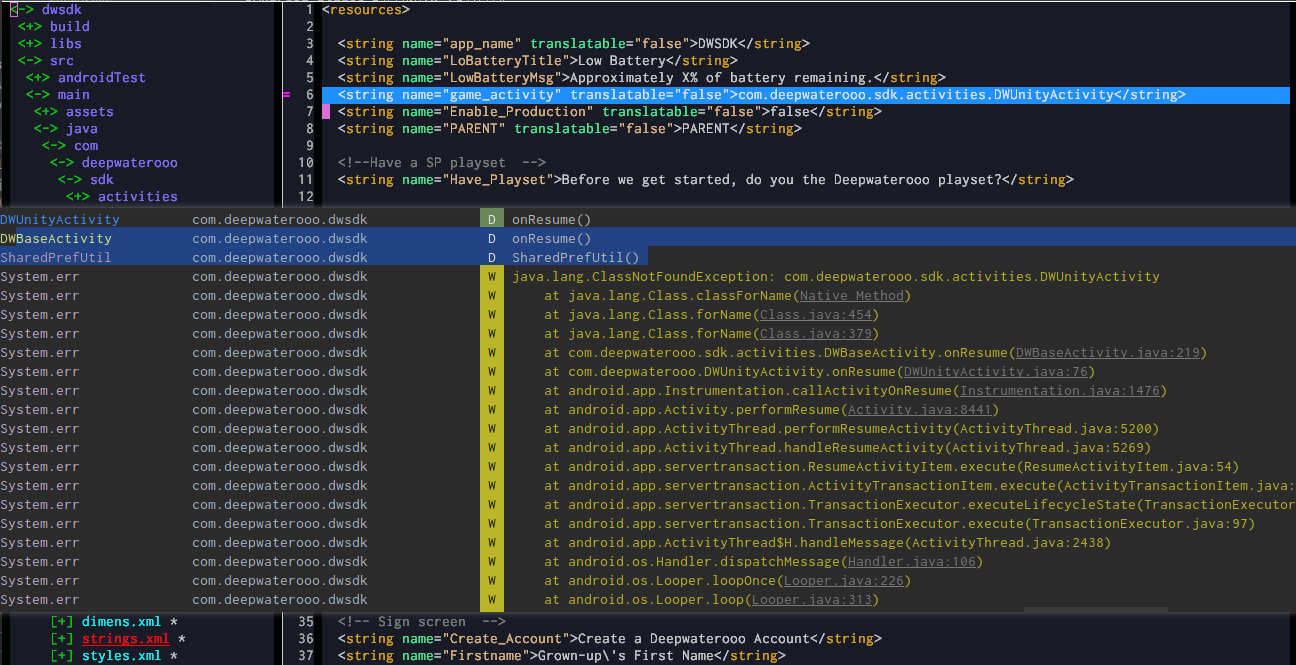 <-> dwsdk
<+> build
<+> libs
<-> src
<+> androidTest
<-> main
<+> assets
<-> java
<-> com
<-> deepwaterooo
<-> sdk
<+> activities
1 <resources>
2
3 <string name="app_name" translatable="false">DWSDK</string>
4 <string name="LoBatteryTitle">Low Battery</string>
5 <string name="LowBatteryMsg">Approximately X% of battery remaining.</string>
= 6 <string name="game_activity" translatable="false">com.deepwaterooo.sdk.activities.DWUnityActivity</string>
7 <string name="Enable_Production" translatable="false">false</string>
8 <string name="PARENT" translatable="false">PARENT</string>
9
10 <!--Have a SP playset  -->
11 <string name="Have_Playset">Before we get started, do you the Deepwaterooo playset?</string>
12
DWUnityActivity com.deepwaterooo.dwsdk D onResume()
DWBaseActivity com.deepwaterooo.dwsdk D onResume()
SharedPrefUtil com.deepwaterooo.dwsdk D SharedPrefUtil()
System.err com.deepwaterooo.dwsdk W java.lang.ClassNotFoundException: com.deepwaterooo.sdk.activities.DWUnityActivity
System.err com.deepwaterooo.dwsdk W at java.lang.Class.classForName(Native Method)
System.err com.deepwaterooo.dwsdk W at java.lang.Class.forName(Class.java:454)
System.err com.deepwaterooo.dwsdk W at java.lang.Class.forName(Class.java:379)
System.err com.deepwaterooo.dwsdk W at com.deepwaterooo.sdk.activities.DWBaseActivity.onResume(DWBaseActivity.java:219)
System.err com.deepwaterooo.dwsdk W at com.deepwaterooo.DWUnityActivity.onResume(DWUnityActivity.java:76)
System.err com.deepwaterooo.dwsdk W at android.app.Instrumentation.callActivityOnResume(Instrumentation.java:1476)
System.err com.deepwaterooo.dwsdk W at android.app.Activity.performResume(Activity.java:8441)
System.err com.deepwaterooo.dwsdk W at android.app.ActivityThread.performResumeActivity(ActivityThread.java:5200)
System.err com.deepwaterooo.dwsdk W at android.app.ActivityThread.handleResumeActivity(ActivityThread.java:5269)
System.err com.deepwaterooo.dwsdk W at android.app.servertransaction.ResumeActivityItem.execute(ResumeActivityItem.java:54)
System.err com.deepwaterooo.dwsdk W at android.app.servertransaction.ActivityTransactionItem.execute(ActivityTransactionItem.java:
System.err com.deepwaterooo.dwsdk W at android.app.servertransaction.TransactionExecutor.executeLifecycleState(TransactionExecutor
System.err com.deepwaterooo.dwsdk W at android.app.servertransaction.TransactionExecutor.execute(TransactionExecutor.java:97)
System.err com.deepwaterooo.dwsdk W at android.app.ActivityThread$H.handleMessage(ActivityThread.java:2438)
System.err com.deepwaterooo.dwsdk W at android.os.Handler.dispatchMessage(Handler.java:106)
System.err com.deepwaterooo.dwsdk W at android.os.Looper.loopOnce(Looper.java:226)
System.err com.deepwaterooo.dwsdk W at android.os.Looper.loop(Looper.java:313)
[+] dimens.xml *
[+] strings.xml *
[+] styles.xml *
35 <!-- Sign screen  -->
36 <string name="Create_Account">Create a Deepwaterooo Account</string>
37 <string name="Firstname">Grown-up\'s First Name</string>